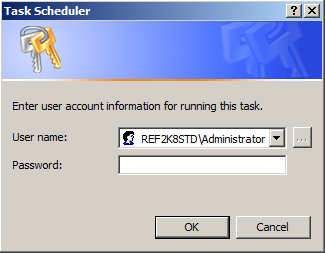 Task Scheduler
Enter user account information for running this task.
User name: REF2K8STD\Administrator ...
Password:
OK Cancel